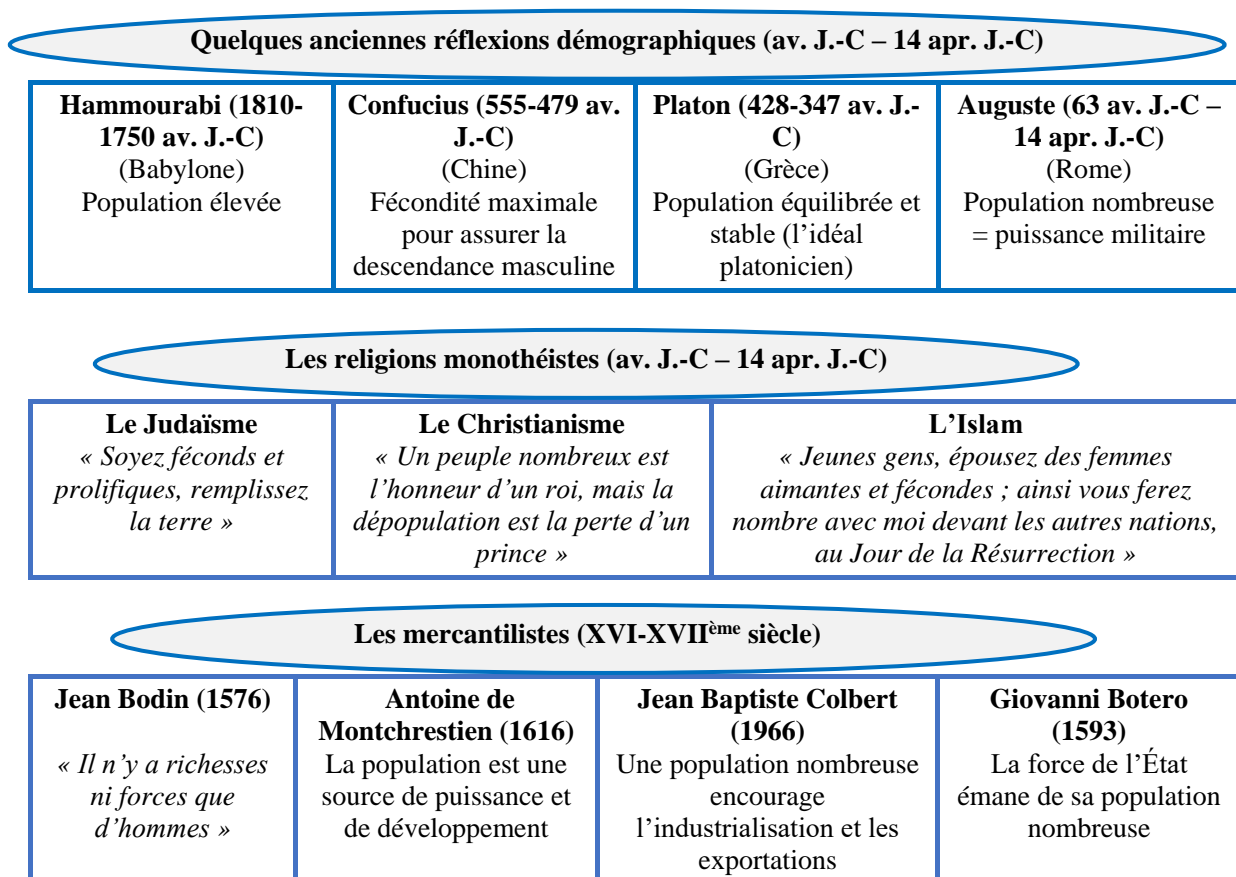 Quelques anciennes réflexions démographiques (av. J.-C – 14 apr. J.-C)
Hammourabi (1810-
1750 av. J.-C)
(Babylone)
Population élevée
Confucius (555-479 av.
J.-C)
(Chine)
Fécondité maximale
pour assurer la
descendance masculine
Platon (428-347 av. J.-
C)
(Grèce)
Population équilibrée et
stable (l’idéal
platonicien)
Auguste (63 av. J.-C –
14 apr. J.-C)
(Rome)
Population nombreuse
= puissance militaire
Les religions monothéistes (av. J.-C – 14 apr. J.-C)
Le Judaïsme
« Soyez féconds et
prolifiques, remplissez
la terre »
Le Christianisme
« Un peuple nombreux est
l’honneur d’un roi, mais la
dépopulation est la perte d’un
prince »
L’Islam
« Jeunes gens, épousez des femmes
aimantes et fécondes ; ainsi vous ferez
nombre avec moi devant les autres nations,
au Jour de la Résurrection »
Les mercantilistes (XVI-XVIIème siècle)
Jean Bodin (1576)
« Il n’y a richesses
ni forces que
d’hommes »
Antoine de
Montchrestien (1616)
La population est une
source de puissance et
de développement
Jean Baptiste Colbert
(1966)
Une population nombreuse
encourage
l’industrialisation et les
exportations
Giovanni Botero
(1593)
La force de l’État
émane de sa population
nombreuse